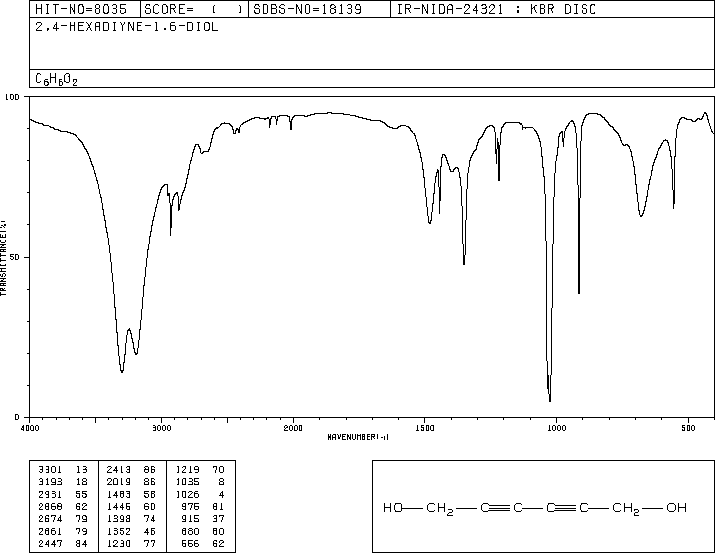 HIT-NO=8035 SCORE= ( ) SDBS-NO=18139 IR-NIDA-24321 : KBR DISC
2,4-HEXADIYNE-1,6-DIOL
C6H6O2
100
TRANSMITTANCE(%)
50
0
4000 3000 2000 1500 1000 500
WAVENUMBER(-1)
3301 13 2413 86 1219 70
3193 18 2019 86 1035 8
2931 55 1483 58 1026 4
2868 62 1446 60 976 81
2674 79 1398 74 915 37
2661 79 1352 46 680 60
2447 84 1230 77 556 62
HO—CH2—C≡C—C≡C—CH2—OH